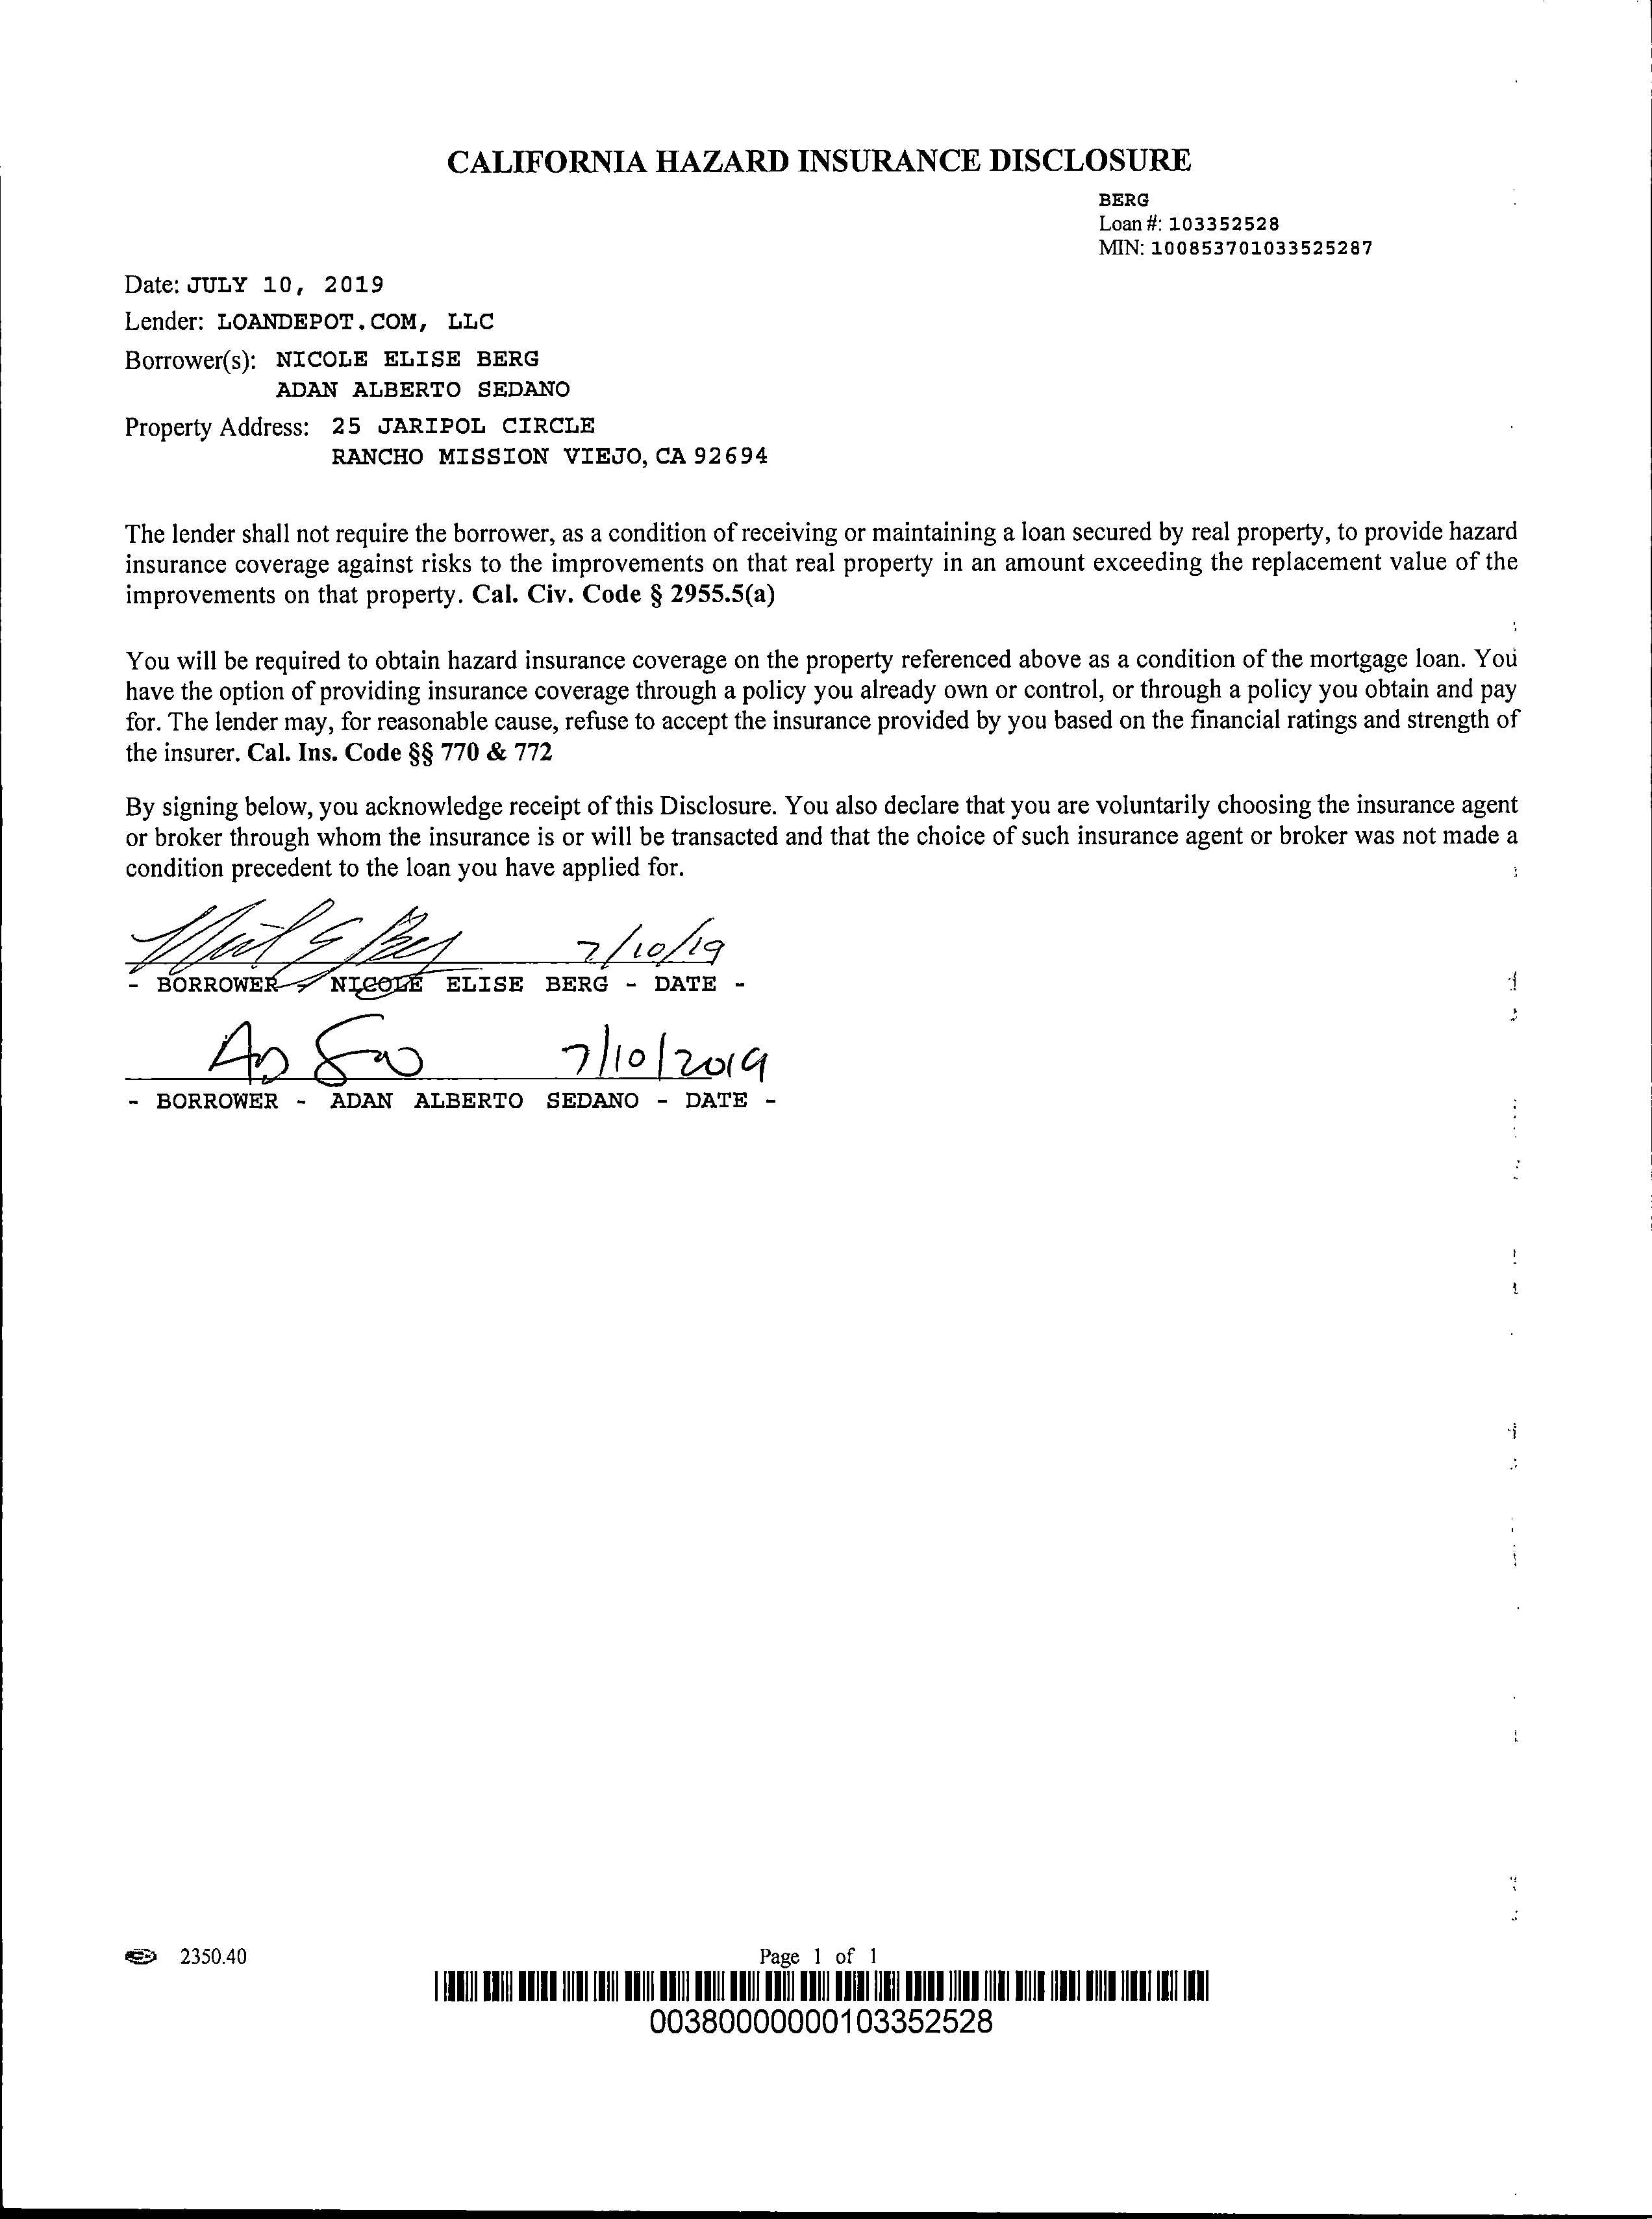 CALIFORNIA HAZARD INSURANCE DISCLOSURE
BERG
Loan #: 103352528
MIN: 100853701033525287
Date: JULY 10, 2019
Lender: LOANDEPOT.COM, LLC
Borrower(s): NICOLE ELISE BERG
ADAN ALBERTO SEDANO
Property Address: 25 JARIPOL CIRCLE
RANCHO MISSION VIEJO, CA 92694
The lender shall not require the borrower, as a condition of receiving or maintaining a loan secured by real property, to provide hazard
insurance coverage against risks to the improvements on that real property in an amount exceeding the replacement value of the
improvements on that property. Cal. Civ. Code § 2955.5(a)
You will be required to obtain hazard insurance coverage on the property referenced above as a condition of the mortgage loan. You
have the option of providing insurance coverage through a policy you already own or control, or through a policy you obtain and pay
for. The lender may, for reasonable cause, refuse to accept the insurance provided by you based on the financial ratings and strength of
the insurer. Cal. Ins. Code §§ 770 & 772
By signing below, you acknowledge receipt of this Disclosure. You also declare that you are voluntarily choosing the insurance agent
or broker through whom the insurance is or will be transacted and that the choice of such insurance agent or broker was not made a
condition precedent to the loan you have applied for.
7/10/19
- BORROWER - NICOLE ELISE BERG - DATE -
7/10/2019
- BORROWER - ADAN ALBERTO SEDANO - DATE -
2350.40
Page 1 of 1
00380000000103352528